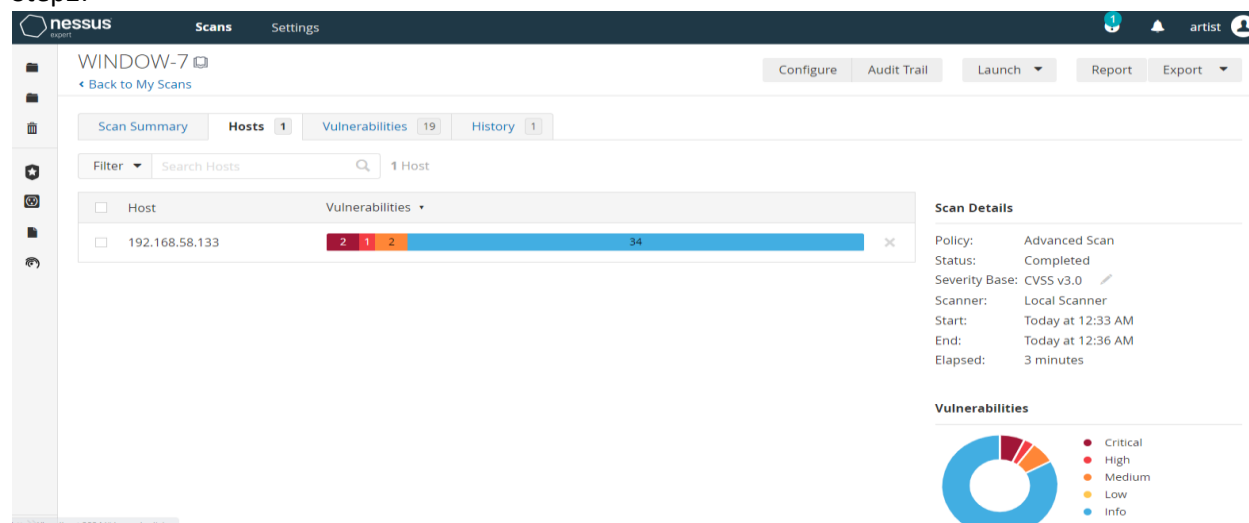 nessus Scans Settings 1 artist
expert
WINDOW-7
Configure Audit Trail Launch Report Export
< Back to My Scans
Scan Summary Hosts 1 Vulnerabilities 19 History 1
Filter Search Hosts 1 Host
Host Vulnerabilities
192.168.58.133 2 1 2 34
Scan Details
Policy: Advanced Scan
Status: Completed
Severity Base: CVSS v3.0
Scanner: Local Scanner
Start: Today at 12:33 AM
End: Today at 12:36 AM
Elapsed: 3 minutes
Vulnerabilities
Critical
High
Medium
Low
Info